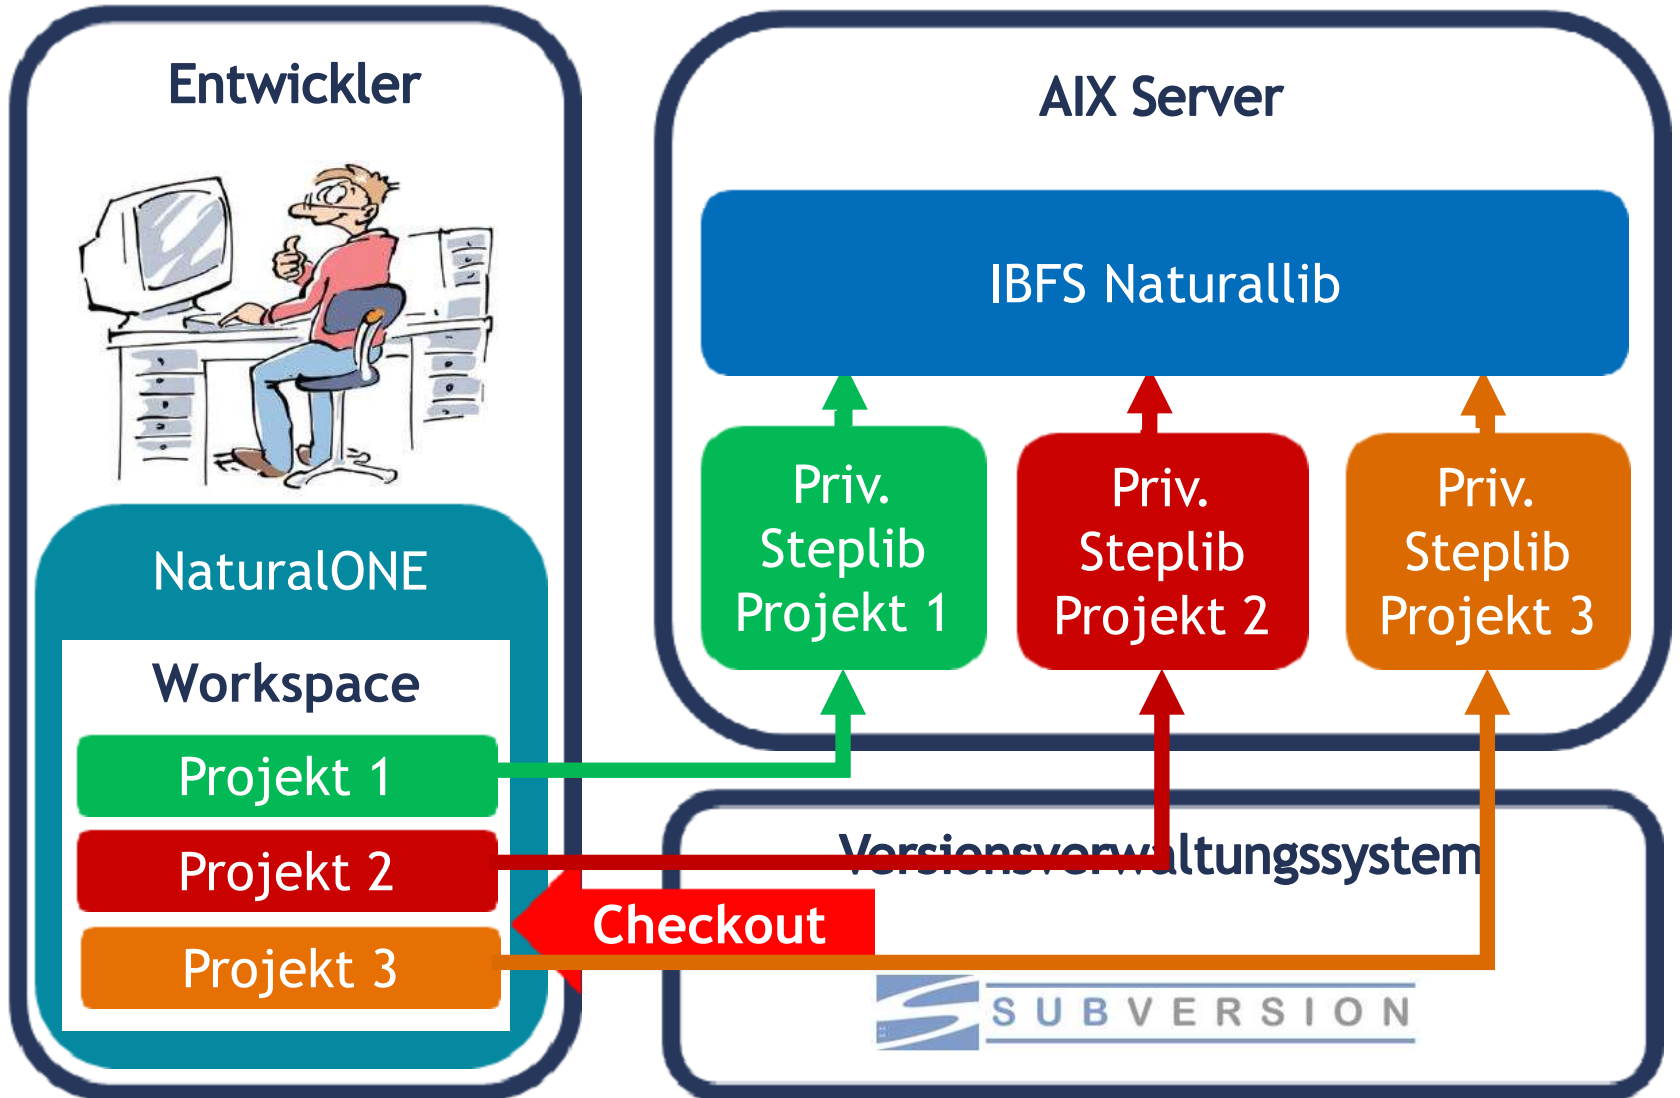 Entwickler
NaturalONE
Workspace
Projekt 1
Projekt 2
Projekt 3
AIX Server
IBFS Naturallib
Priv.
Steplib
Projekt 1
Priv.
Steplib
Projekt 2
Priv.
Steplib
Projekt 3
Versionsverwaltungssystem
Checkout
SUBVERSION